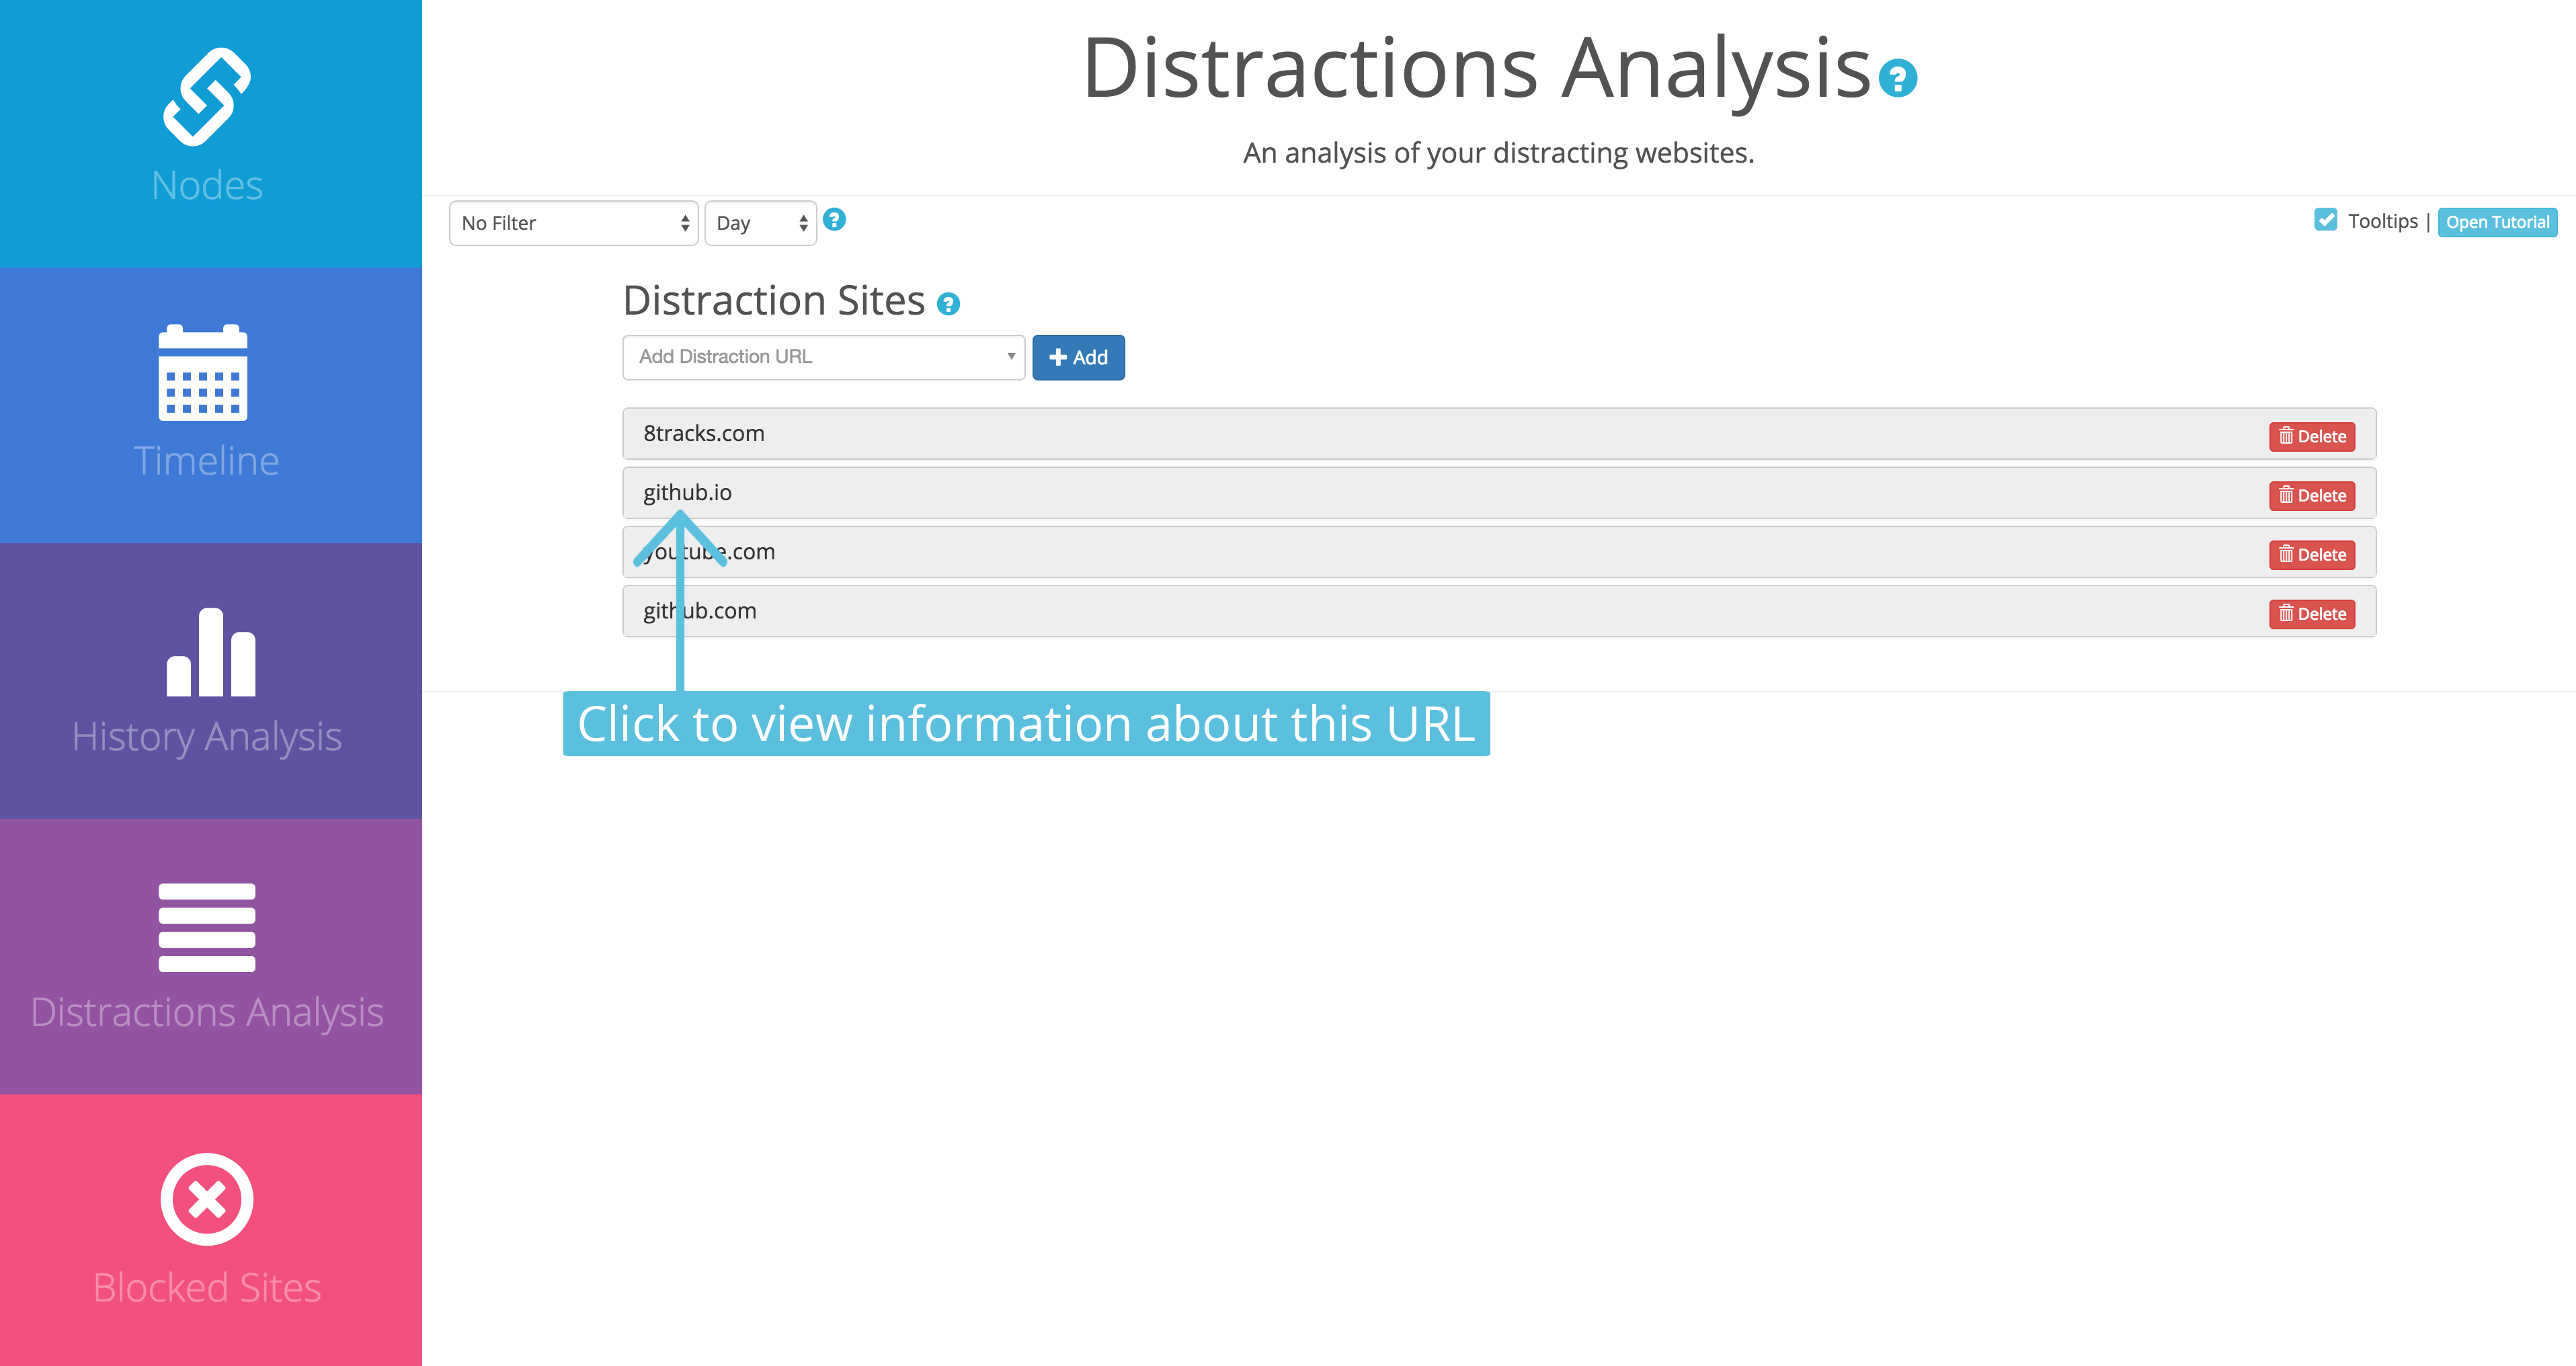 Nodes
Timeline
History Analysis
Distractions Analysis
Blocked Sites
Distractions Analysis ?
An analysis of your distracting websites.
No Filter Day ? Tooltips | Open Tutorial
Distraction Sites ?
Add Distraction URL Add
8tracks.com Delete
github.io Delete
youtube.com Delete
github.com Delete
Click to view information about this URL